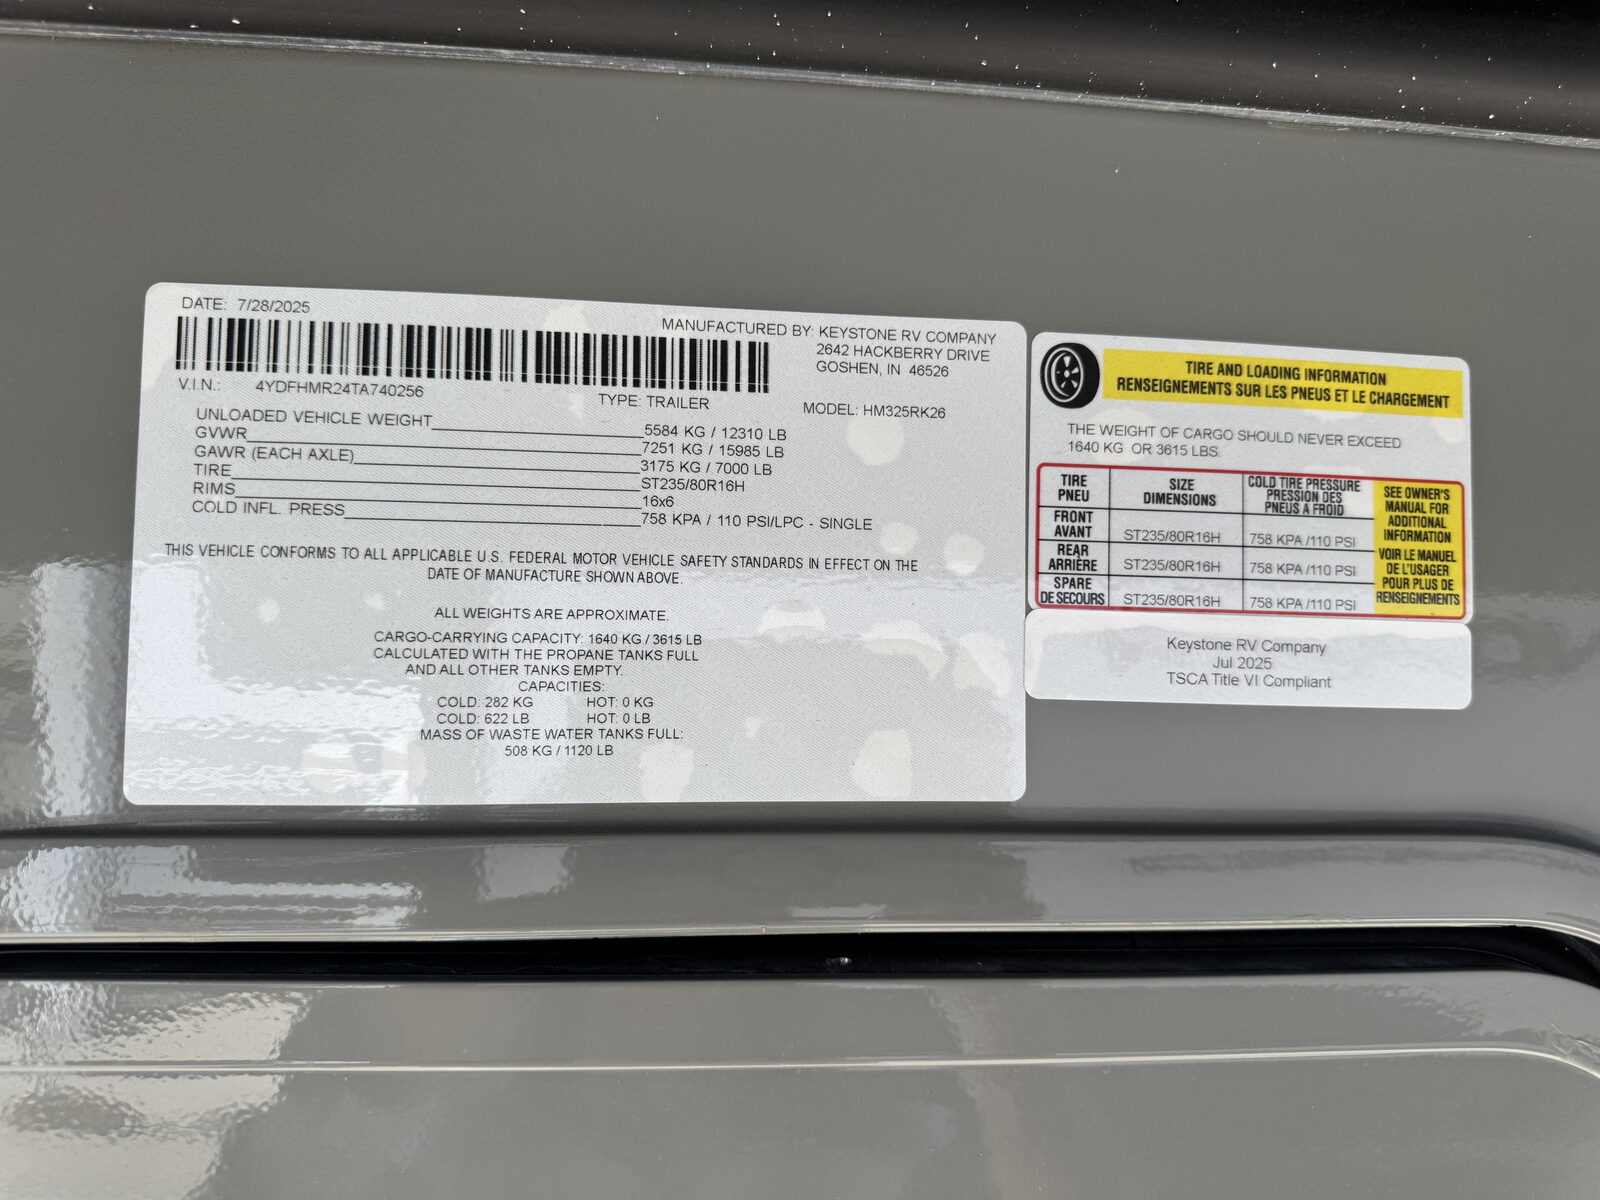 DATE: 7/28/2025
MANUFACTURED BY: KEYSTONE RV COMPANY
2642 HACKBERRY DRIVE
GOSHEN, IN 46526
V.I.N.: 4YDFHMR24TA740256
TYPE: TRAILER
MODEL: HM325RK26
UNLOADED VEHICLE WEIGHT 5584 KG / 12310 LB
GVWR 7251 KG / 15985 LB
GAWR (EACH AXLE) 3175 KG / 7000 LB
TIRE ST235/80R16H
RIMS 16x6
COLD INFL. PRESS 758 KPA / 110 PSI/LPC - SINGLE
THIS VEHICLE CONFORMS TO ALL APPLICABLE U.S. FEDERAL MOTOR VEHICLE SAFETY STANDARDS IN EFFECT ON THE
DATE OF MANUFACTURE SHOWN ABOVE.
ALL WEIGHTS ARE APPROXIMATE.
CARGO-CARRYING CAPACITY: 1640 KG / 3615 LB
CALCULATED WITH THE PROPANE TANKS FULL
AND ALL OTHER TANKS EMPTY.
CAPACITIES:
COLD: 282 KG HOT: 0 KG
COLD: 622 LB HOT: 0 LB
MASS OF WASTE WATER TANKS FULL:
508 KG / 1120 LB
TIRE AND LOADING INFORMATION
RENSEIGNEMENTS SUR LES PNEUS ET LE CHARGEMENT
THE WEIGHT OF CARGO SHOULD NEVER EXCEED
1640 KG OR 3615 LBS.
TIRE
PNEU
SIZE
DIMENSIONS
COLD TIRE PRESSURE
PRESSION DES
PNEUS A FROID
FRONT
AVANT
ST235/80R16H
758 KPA /110 PSI
REAR
ARRIÈRE
ST235/80R16H
758 KPA /110 PSI
SPARE
DE SECOURS
ST235/80R16H
758 KPA /110 PSI
SEE OWNER'S
MANUAL FOR
ADDITIONAL
INFORMATION
VOIR LE MANUEL
DE L'USAGER
POUR PLUS DE
RENSEIGNEMENTS
Keystone RV Company
Jul 2025
TSCA Title VI Compliant